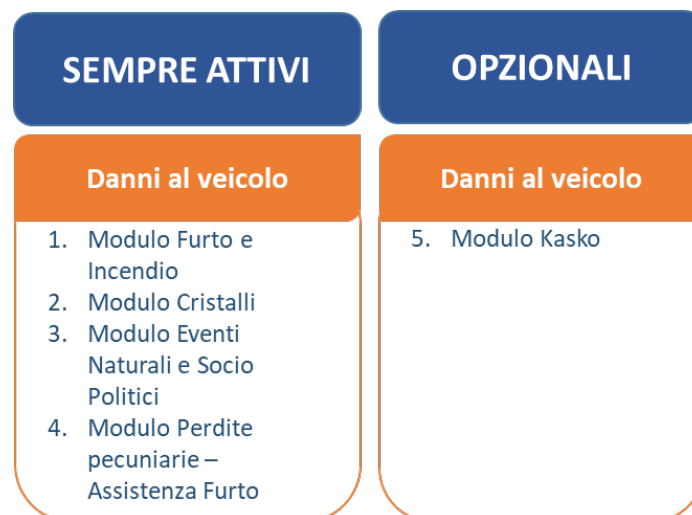 SEMPRE ATTIVI
Danni al veicolo
1. Modulo Furto e
Incendio
2. Modulo Cristalli
3. Modulo Eventi
Naturali e Socio
Politici
4. Modulo Perdite
pecuniarie –
Assistenza Furto
OPZIONALI
Danni al veicolo
5. Modulo Kasko